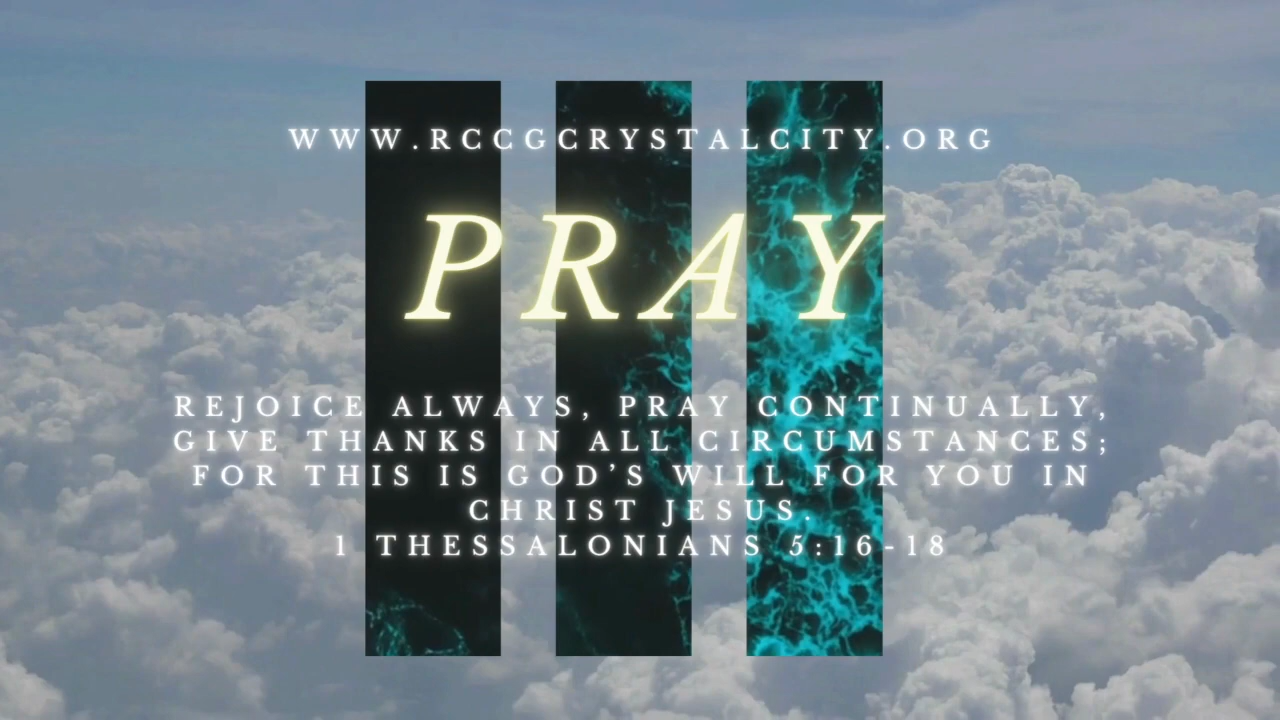 WWW.RCCGCRYSTALCITY.ORG
PRAY
REJOICE ALWAYS, PRAY CONTINUALLY,
GIVE THANKS IN ALL CIRCUMSTANCES;
FOR THIS IS GOD’S WILL FOR YOU IN
CHRIST JESUS.
1 THESSALONIANS 5:16-18